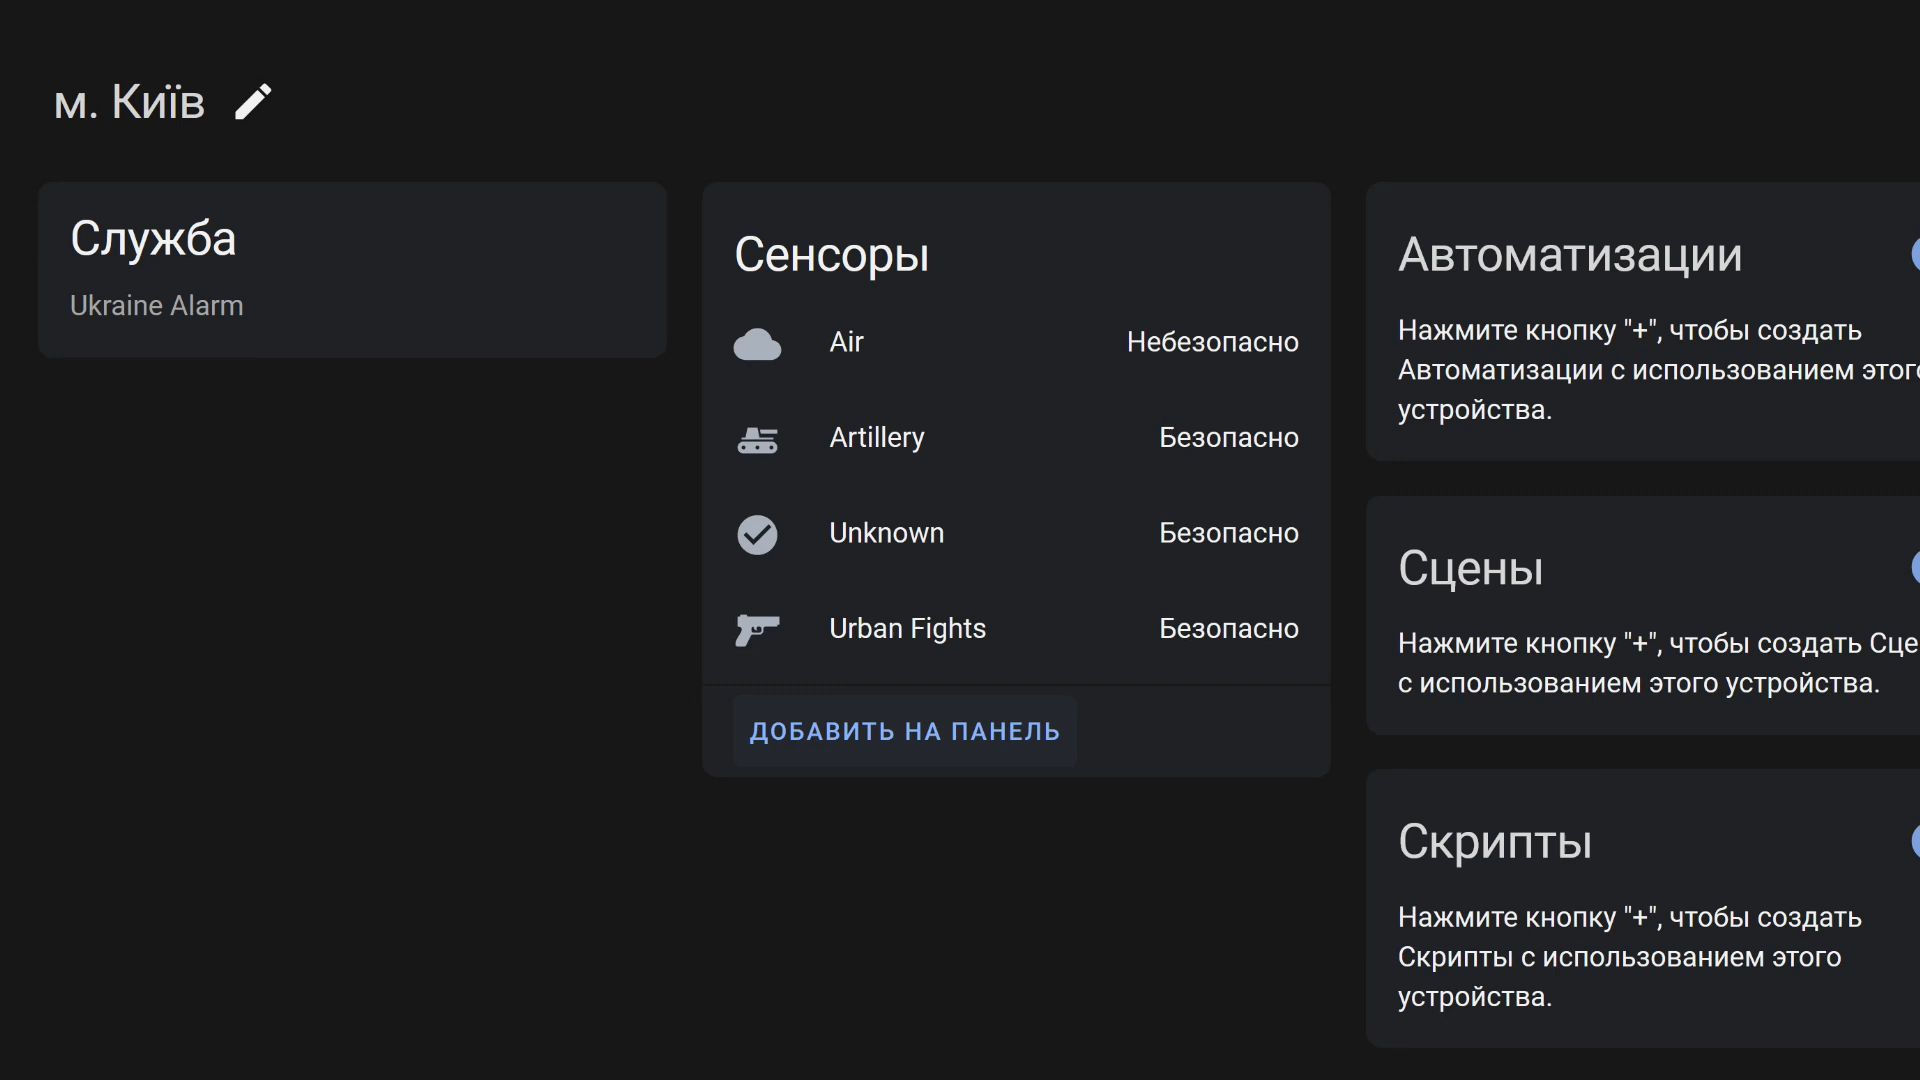 м. Київ
Служба
Ukraine Alarm
Сенсоры
Air Небезопасно
Artillery Безопасно
Unknown Безопасно
Urban Fights Безопасно
ДОБАВИТЬ НА ПАНЕЛЬ
Автоматизации
Нажмите кнопку "+", чтобы создать
Автоматизации с использованием этого
устройства.
Сцены
Нажмите кнопку "+", чтобы создать Сце
с использованием этого устройства.
Скрипты
Нажмите кнопку "+", чтобы создать
Скрипты с использованием этого
устройства.